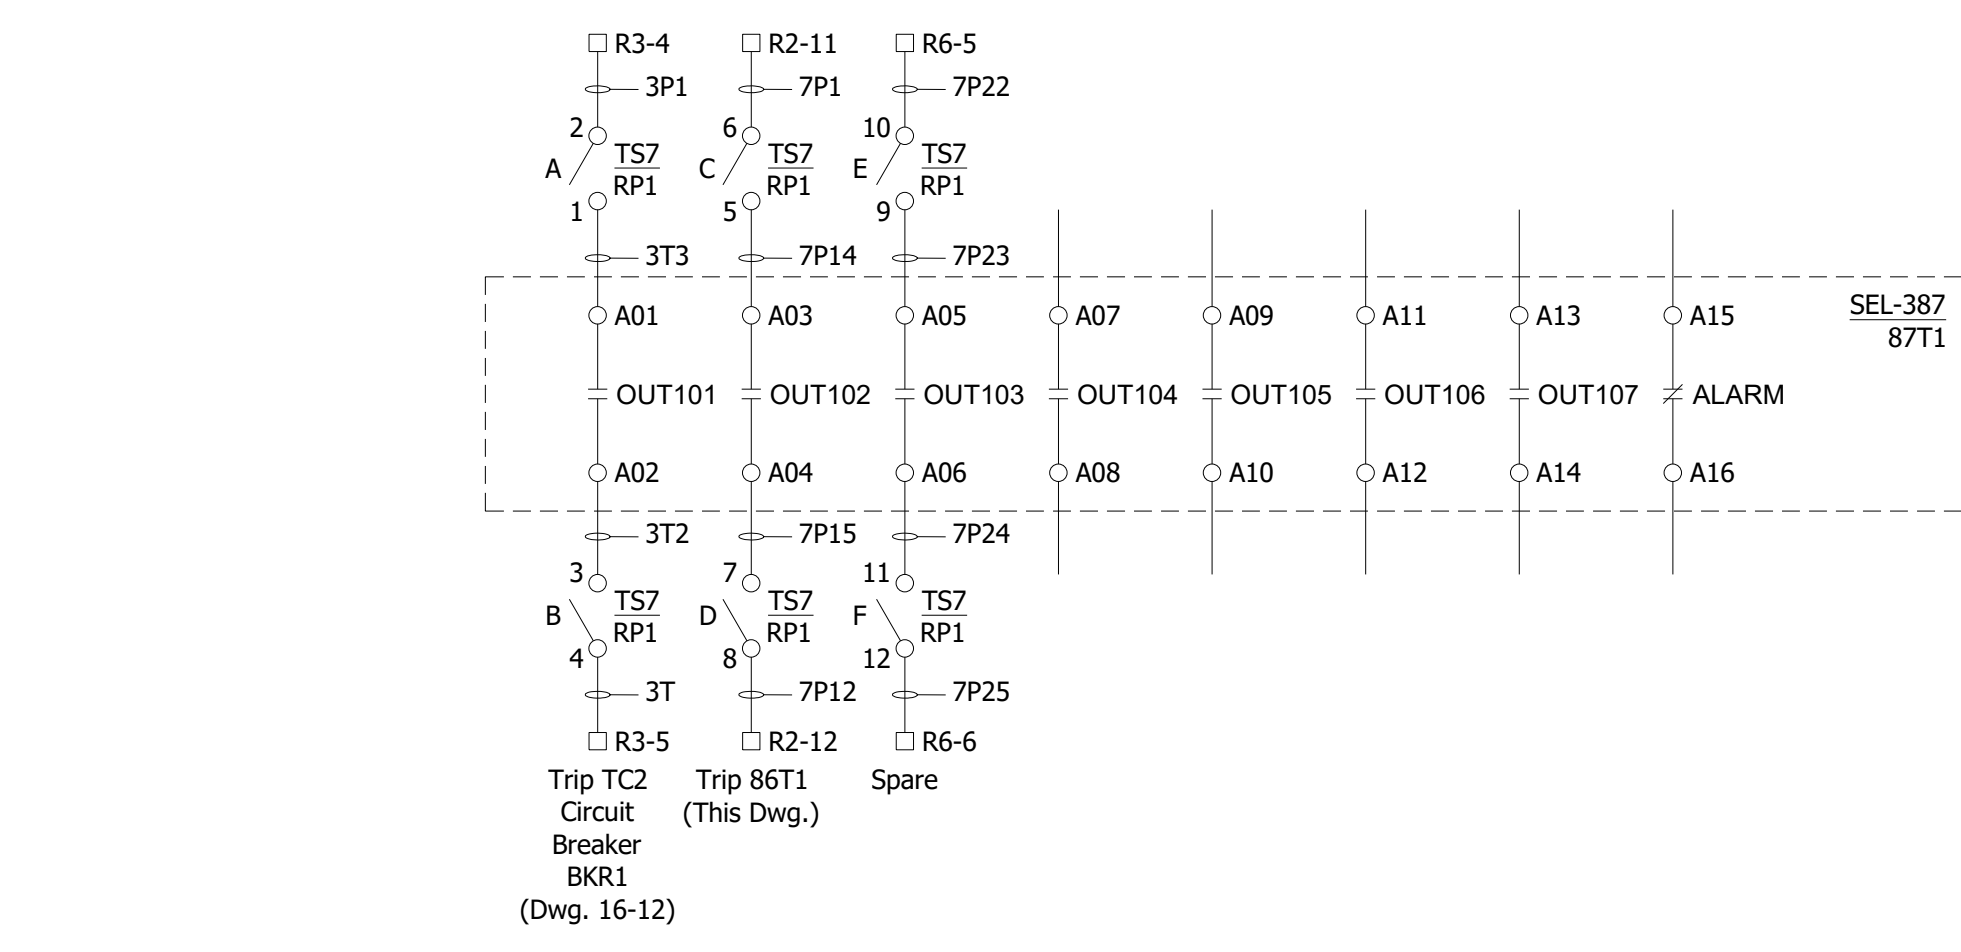 R3-4 R2-11 R6-5
3P1 7P1 7P22
2 6 10
A TS7 C TS7 E TS7
RP1 RP1 RP1
1 5 9
3T3 7P14 7P23
A01 A03 A05 A07 A09 A11 A13 A15 SEL-387
87T1
OUT101 OUT102 OUT103 OUT104 OUT105 OUT106 OUT107 ALARM
A02 A04 A06 A08 A10 A12 A14 A16
3T2 7P15 7P24
3 7 11
B TS7 D TS7 F TS7
RP1 RP1 RP1
4 8 12
3T 7P12 7P25
R3-5 R2-12 R6-6
Trip TC2
Circuit
Breaker
BKR1
(Dwg. 16-12)
Trip 86T1
(This Dwg.)
Spare